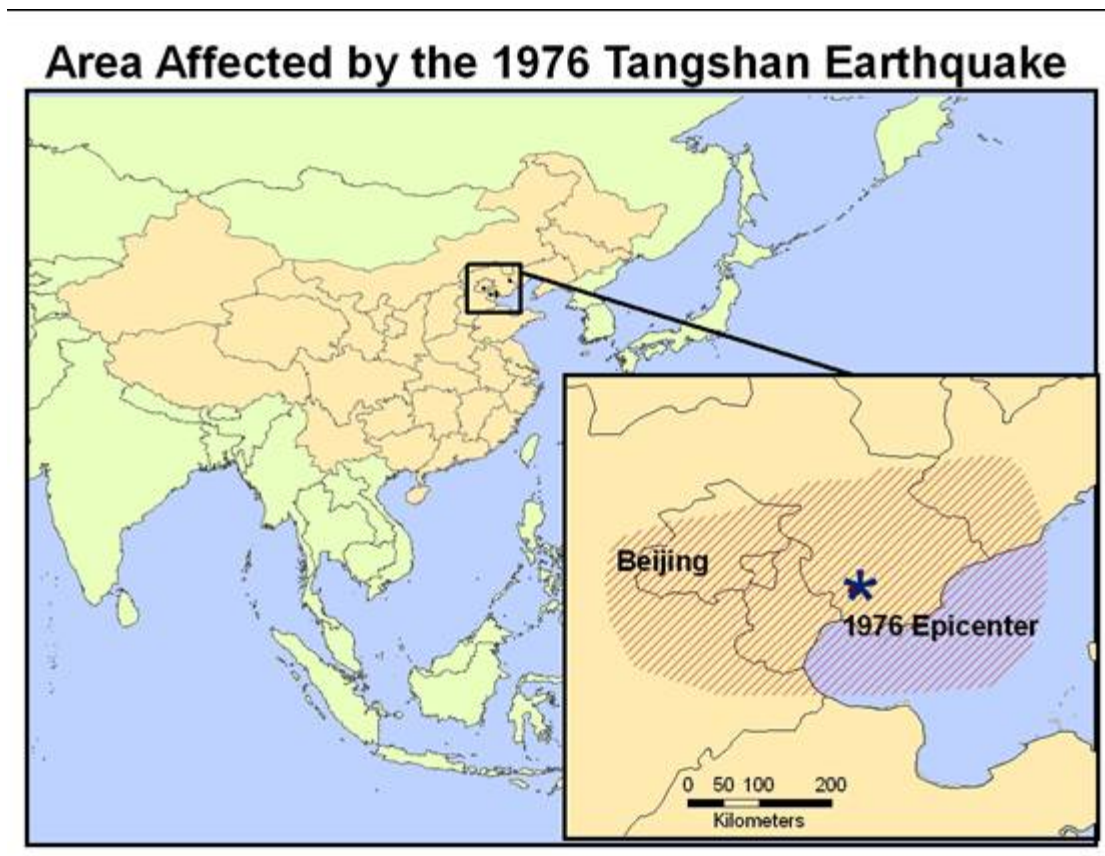 Area Affected by the 1976 Tangshan Earthquake
Beijing
1976 Epicenter
0 50 100 200
Kilometers